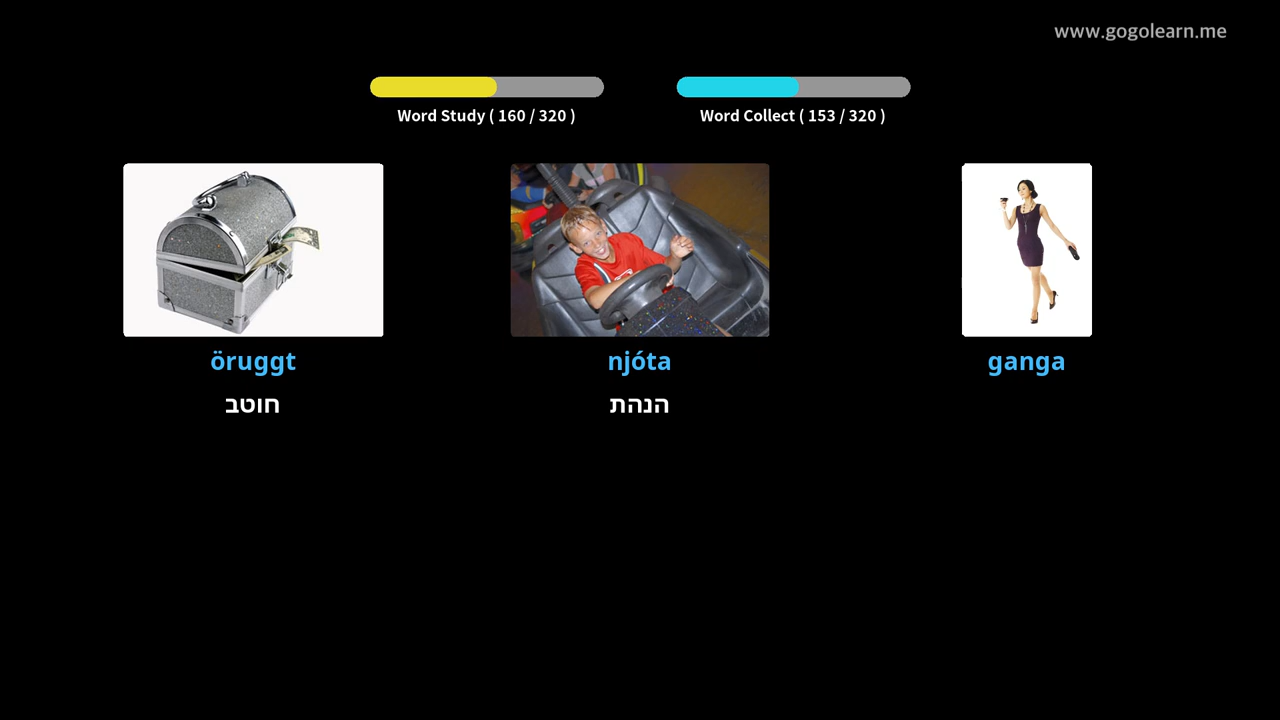 www.gogolearn.me
Word Study ( 160 / 320 )
Word Collect ( 153 / 320 )
öruggt
njóta
ganga
חוטב
הנהת